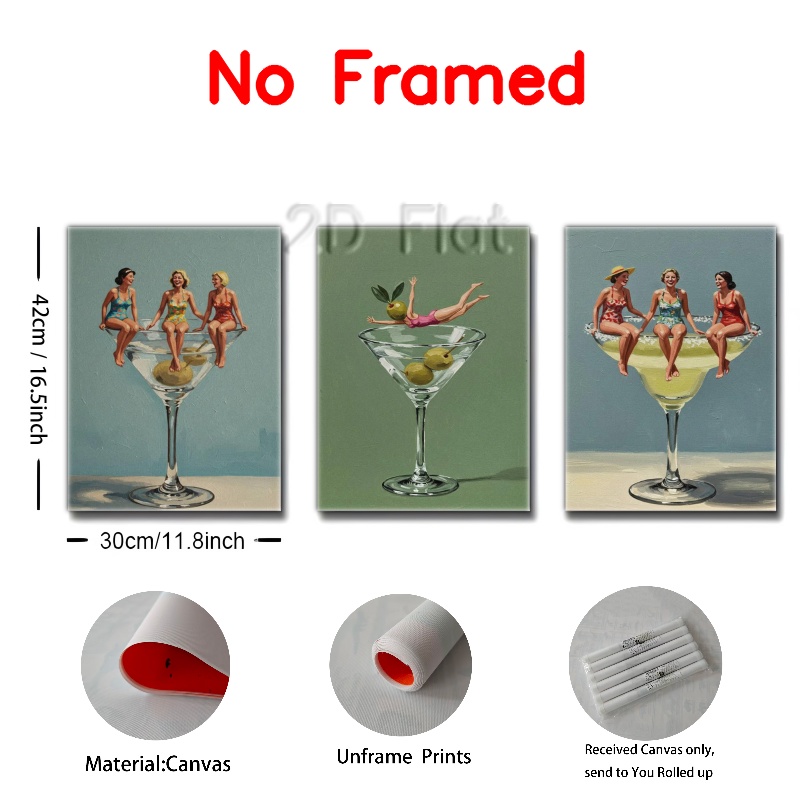 No Framed
2D Flat
42cm / 16.5inch
30cm/11.8inch
Material:Canvas
Unframe Prints
Received Canvas only,
send to You Rolled up